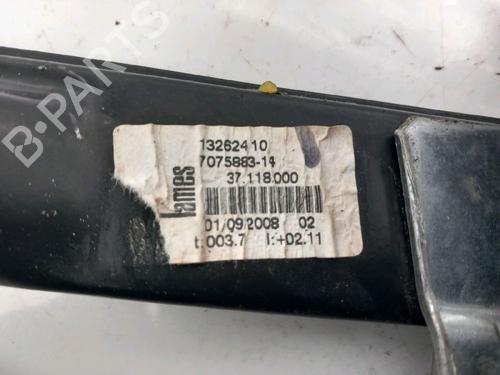 13262410
7075883-14
37.118.000
lames
01/09/2008 02
t:003.7 l:+02.11
B-PARTS